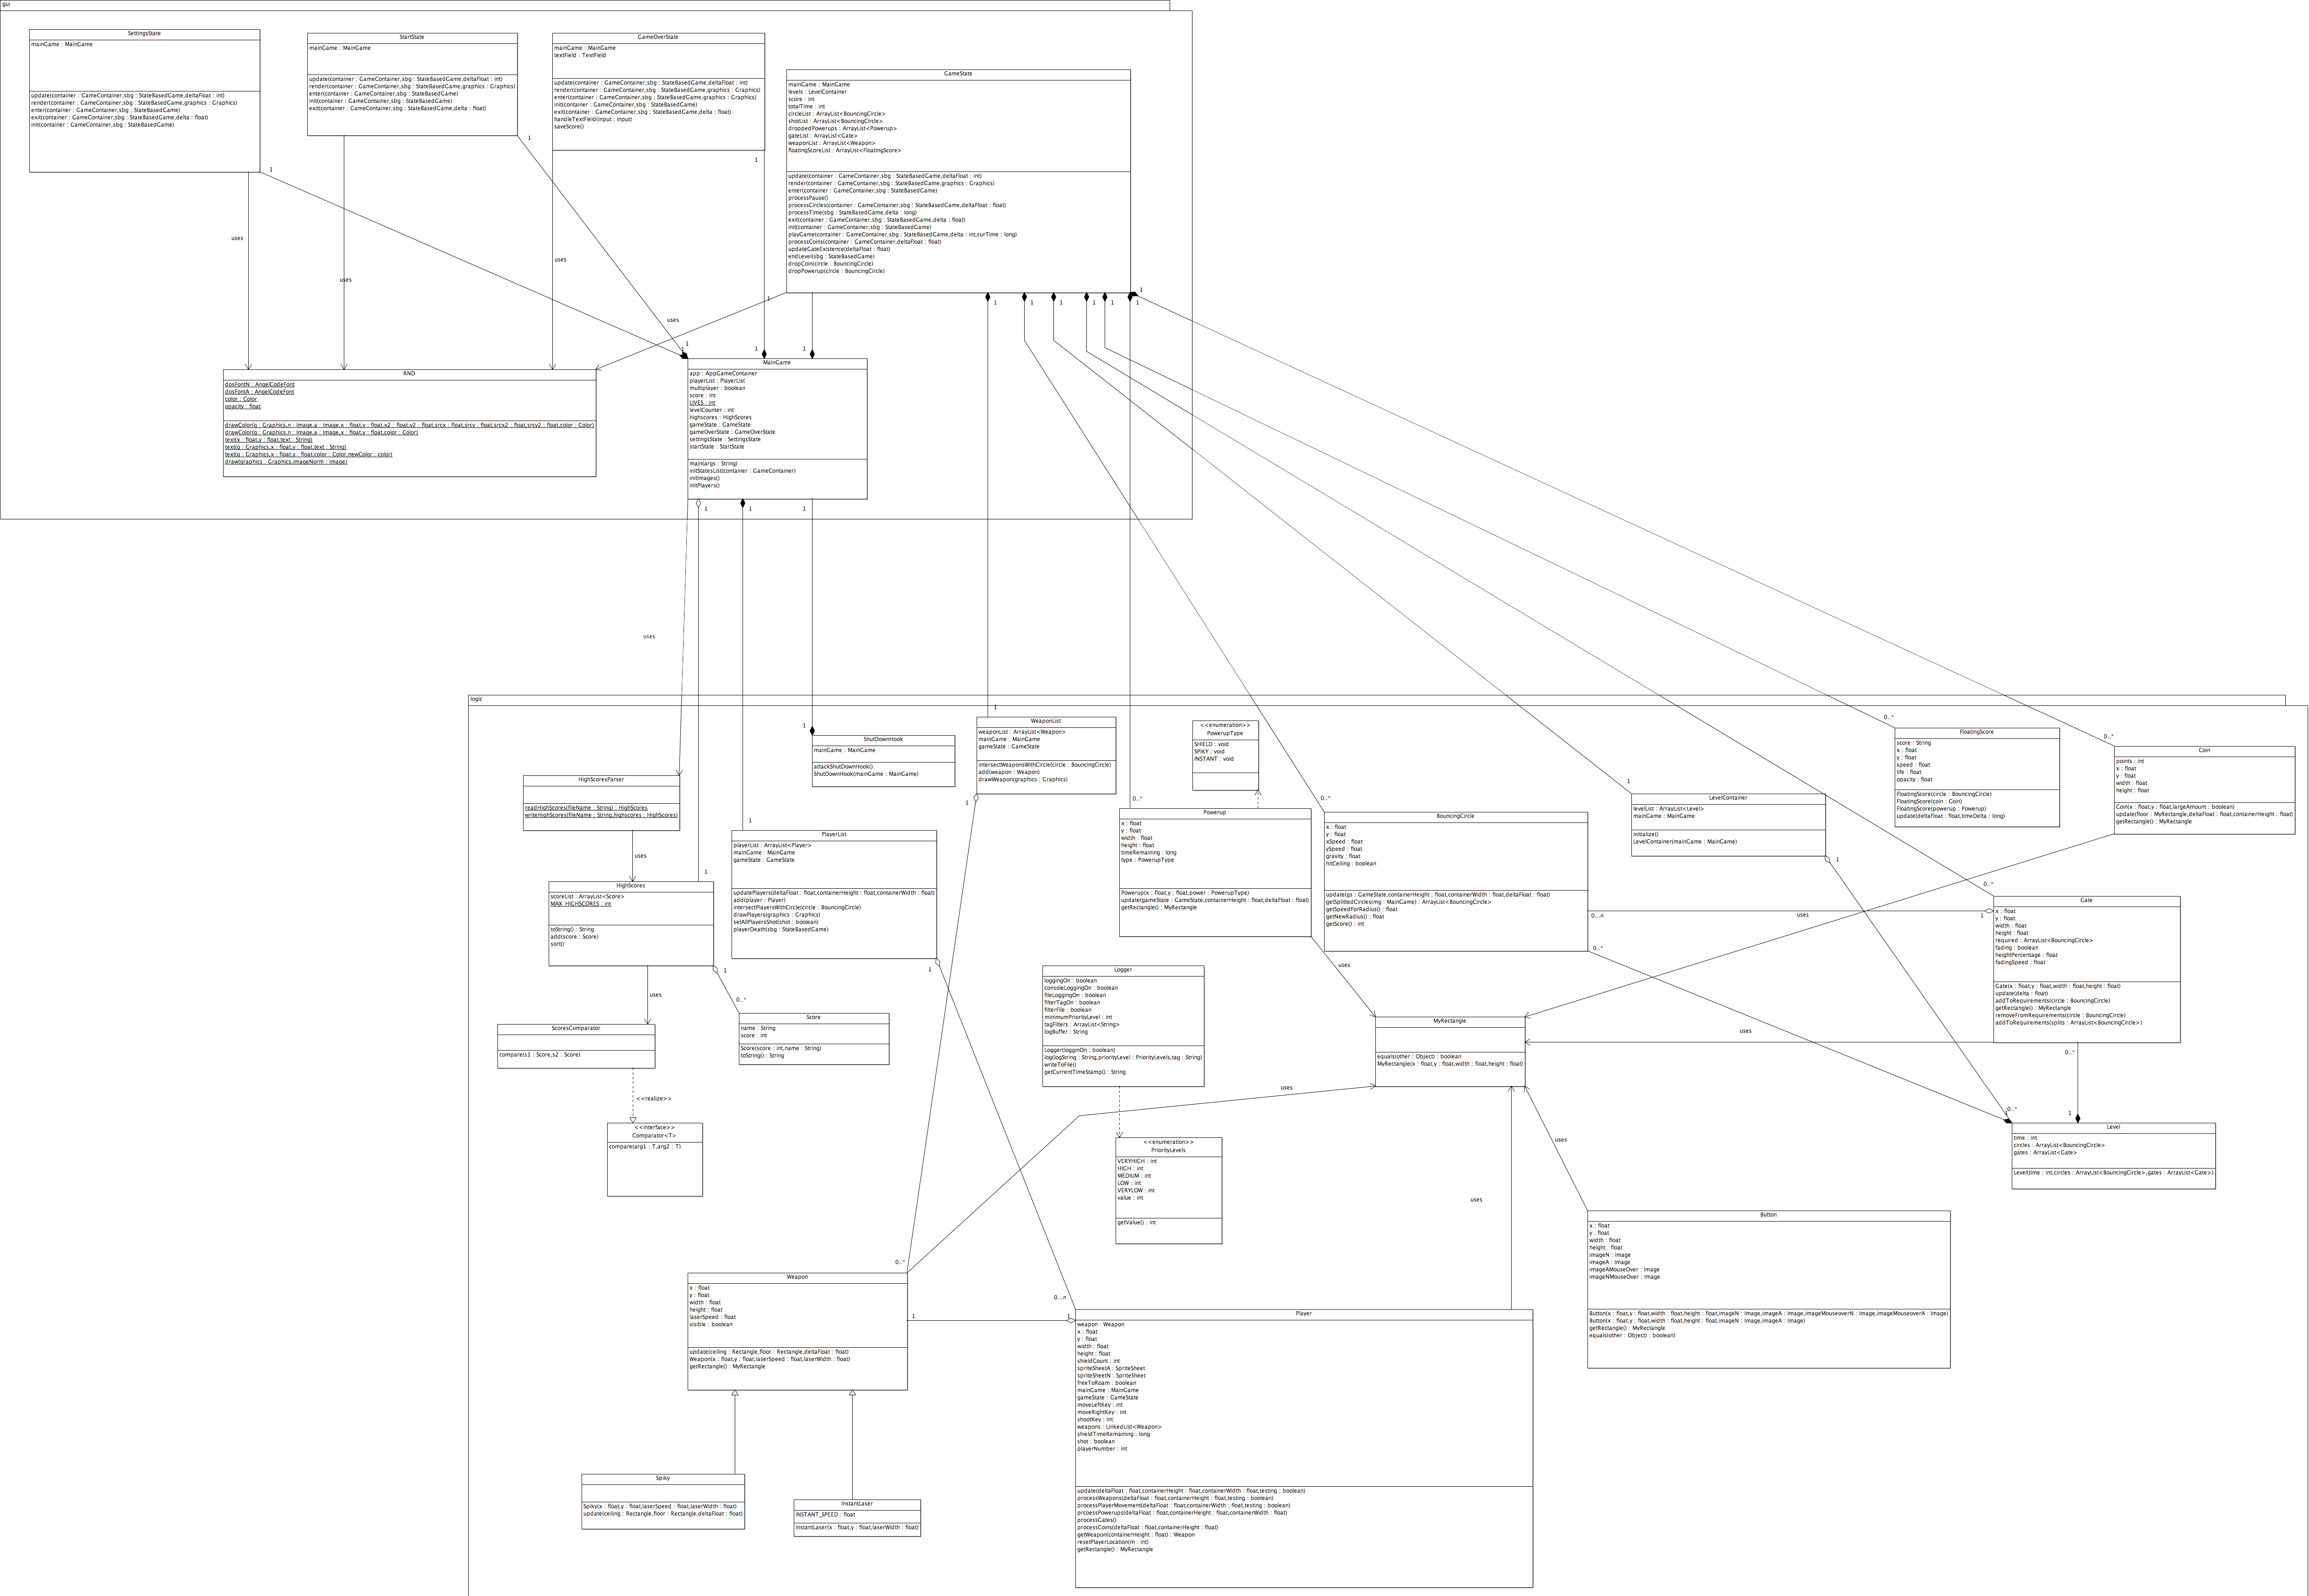 gui
SettingsState
mainGame : MainGame
update(container : GameContainer,sbg : StateBasedGame,deltaFloat : int)
render(container : GameContainer,sbg : StateBasedGame,graphics : Graphics)
enter(container : GameContainer,sbg : StateBasedGame)
exit(container : GameContainer,sbg : StateBasedGame,delta : float)
init(container : GameContainer,sbg : StateBasedGame)
StartState
mainGame : MainGame
update(container : GameContainer,sbg : StateBasedGame,deltaFloat : int)
render(container : GameContainer,sbg : StateBasedGame,graphics : Graphics)
enter(container : GameContainer,sbg : StateBasedGame)
init(container : GameContainer,sbg : StateBasedGame)
exit(container : GameContainer,sbg : StateBasedGame,delta : float)
GameOverState
mainGame : MainGame
textField : TextField
update(container : GameContainer,sbg : StateBasedGame,deltaFloat : int)
render(container : GameContainer,sbg : StateBasedGame,graphics : Graphics)
enter(container : GameContainer,sbg : StateBasedGame,graphics : Graphics)
init(container : GameContainer,sbg : StateBasedGame)
exit(container : GameContainer,sbg : StateBasedGame,delta : float)
handleTextField(input : Input)
saveScore()
GameState
mainGame : MainGame
levels : LevelContainer
score : int
totalTime : int
circleList : ArrayList<BouncingCircle>
shotList : ArrayList<BouncingCircle>
droppedPowerups : ArrayList<Powerup>
gateList : ArrayList<Gate>
weaponList : ArrayList<Weapon>
floatingScoreList : ArrayList<FloatingScore>
update(container : GameContainer,sbg : StateBasedGame,deltaFloat : int)
render(container : GameContainer,sbg : StateBasedGame,graphics : Graphics)
enter(container : GameContainer,sbg : StateBasedGame)
processPause()
processCircles(container : GameContainer,sbg : StateBasedGame,deltaFloat : float)
processTime(sbg : StateBasedGame,delta : long)
exit(container : GameContainer,sbg : StateBasedGame,delta : float)
init(container : GameContainer,sbg : StateBasedGame)
playGame(container : GameContainer,sbg : StateBasedGame,delta : int,curTime : long)
processCoins(container : GameContainer,deltaFloat : float)
updateGateExistence(deltaFloat : float)
endLevel(sbg : StateBasedGame)
dropCoin(circle : BouncingCircle)
dropPowerup(circle : BouncingCircle)
1
1
1
uses
uses
uses
uses
1
1
1
1
1
1
1
1
1
1
1
1
RND
dosFontN : AngelCodeFont
dosFontA : AngelCodeFont
color : Color
opacity : float
drawColor(g : Graphics,n : Image,a : Image,x : float,y : float,x2 : float,y2 : float,srcx : float,srcy : float,srcx2 : float,srcy2 : float,color : Color)
drawColor(g : Graphics,n : Image,a : Image,x : float,y : float,color : Color)
text(x : float,y : float,text : String)
text(g : Graphics,x : float,y : float,text : String)
text(g : Graphics,x : float,y : float,color : Color,newColor : color)
draw(graphics : Graphics,imageNorm : Image)
MainGame
app : AppGameContainer
playerList : PlayerList
multiplayer : boolean
score : int
LIVES : int
levelCounter : int
highscores : HighScores
gameState : GameState
gameOverState : GameOverState
settingsState : SettingsState
startState : StartState
main(args : String)
initStatesList(container : GameContainer)
initImages()
initPlayers()
1
1
1
uses
logic
1
1
1
1
HighScoresParser
readHighScores(fileName : String) : HighScores
writeHighScores(fileName : String,highscores : HighScores)
uses
HighScores
scoreList : ArrayList<Score>
MAX_HIGHSCORES : int
toString() : String
add(score : Score)
sort()
uses
1
0..*
ScoresComparator
compare(s1 : Score,s2 : Score)
<<realize>>
<<interface>>
Comparator<T>
compare(arg1 : T,arg2 : T)
Score
name : String
score : int
Score(score : int,name : String)
toString() : String
ShutDownHook
mainGame : MainGame
attackShutDownHook()
ShutDownHook(mainGame : MainGame)
PlayerList
playerList : ArrayList<Player>
mainGame : MainGame
gameState : GameState
updatePlayers(deltaFloat : float,containerHeight : float,containerWidth : float)
add(player : Player)
intersectPlayersWithCircle(circle : BouncingCircle)
drawPlayers(graphics : Graphics)
setAllPlayersShot(shot : boolean)
playerDeath(sbg : StateBasedGame)
1
WeaponList
weaponList : ArrayList<Weapon>
mainGame : MainGame
gameState : GameState
intersectWeaponsWithCircle(circle : BouncingCircle)
add(weapon : Weapon)
drawWeapon(graphics : Graphics)
1
<<enumeration>>
PowerupType
SHIELD : void
SPIKY : void
INSTANT : void
0..*
Powerup
x : float
y : float
width : float
height : float
timeRemaining : long
type : PowerupType
Powerup(x : float,y : float,power : PowerupType)
update(gameState : GameState,containerHeight : float,deltaFloat : float)
getRectangle() : MyRectangle
uses
0..*
BouncingCircle
x : float
y : float
xSpeed : float
ySpeed : float
gravity : float
hitCeiling : boolean
update(gs : GameState,containerHeight : float,containerWidth : float,deltaFloat : float)
getSplittedCircles(mg : MainGame) : ArrayList<BouncingCircle>
getSpeedForRadius() : float
getNewRadius() : float
getScore() : int
0...n
0..*
uses
1
1
LevelContainer
levelList : ArrayList<Level>
mainGame : MainGame
initialize()
LevelContainer(mainGame : MainGame)
1
0..*
FloatingScore
score : String
x : float
y : float
speed : float
life : float
opacity : float
FloatingScore(circle : BouncingCircle)
FloatingScore(coin : Coin)
FloatingScore(powerup : Powerup)
update(deltaFloat : float,timeDelta : long)
0..*
Coin
points : int
x : float
y : float
width : float
height : float
Coin(x : float,y : float,largeAmount : boolean)
update(floor : MyRectangle,deltaFloat : float,containerHeight : float)
getRectangle() : MyRectangle
0..*
Gate
x : float
y : float
width : float
height : float
required : ArrayList<BouncingCircle>
fading : boolean
heightPercentage : float
fadingSpeed : float
Gate(x : float,y : float,width : float,height : float)
update(delta : float)
addToRequirements(circle : BouncingCircle)
getRectangle() : MyRectangle
removeFromRequirements(circle : BouncingCircle)
addToRequirements(splits : ArrayList<BouncingCircle>)
uses
0..*
1
0..*
1
Level
time : int
circles : ArrayList<BouncingCircle>
gates : ArrayList<Gate>
Level(time : int,circles : ArrayList<BouncingCircle>,gates : ArrayList<Gate>)
Logger
loggingOn : boolean
consoleLoggingOn : boolean
fileLoggingOn : boolean
filterTagOn : boolean
filterFile : boolean
minimumPriorityLevel : int
tagFilters : ArrayList<String>
logBuffer : String
Logger(logginOn : boolean)
log(logString : String,priorityLevel : PriorityLevels,tag : String)
writeToFile()
getCurrentTimeStamp() : String
<<enumeration>>
PriorityLevels
VERYHIGH : int
HIGH : int
MEDIUM : int
LOW : int
VERYLOW : int
value : int
getValue() : int
MyRectangle
equals(other : Object) : boolean
MyRectangle(x : float,y : float,width : float,height : float)
uses
uses
uses
Button
x : float
y : float
width : float
height : float
imageN : Image
imageA : Image
imageAMouseOver : Image
imageNMouseOver : Image
Button(x : float,y : float,width : float,height : float,imageN : Image,imageA : Image,imageMouseoverN : Image,imageMouseoverA : Image)
Button(x : float,y : float,width : float,height : float,imageN : Image,imageA : Image)
getRectangle() : MyRectangle
equals(other : Object) : boolean)
0..*
Weapon
x : float
y : float
width : float
height : float
laserSpeed : float
visible : boolean
update(ceiling : Rectangle,floor : Rectangle,deltaFloat : float)
Weapon(x : float,y : float,laserSpeed : float,laserWidth : float)
getRectangle() : MyRectangle
1
1
0...n
Player
weapon : Weapon
x : float
y : float
width : float
height : float
shieldCount : int
spriteSheetA : SpriteSheet
spriteSheetN : SpriteSheet
freeToRoam : boolean
mainGame : MainGame
gameState : GameState
moveLeftKey : int
moveRightKey : int
shootKey : int
weapons : LinkedList<Weapon>
shieldTimeRemaining : long
shot : boolean
playerNumber : int
update(deltaFloat : float,containerHeight : float,containerWidth : float,testing : boolean)
processWeapons(deltaFloat : float,containerHeight : float,testing : boolean)
processPlayerMovement(deltaFloat : float,containerWidth : float,testing : boolean)
prcoessPowerups(deltaFloat : float,containerHeight : float,containerWidth : float)
processGates()
processCoins(deltaFloat : float,containerHeight : float)
getWeapon(containerHeight : float) : Weapon
resetPlayerLocation(m : int)
getRectangle() : MyRectangle
Spiky
Spiky(x : float,y : float,laserSpeed : float,laserWidth : float)
update(ceiling : Rectangle,floor : Rectangle,deltaFloat : float)
InstantLaser
INSTANT_SPEED : float
InstantLaser(x : float,y : float,laserWidth : float)